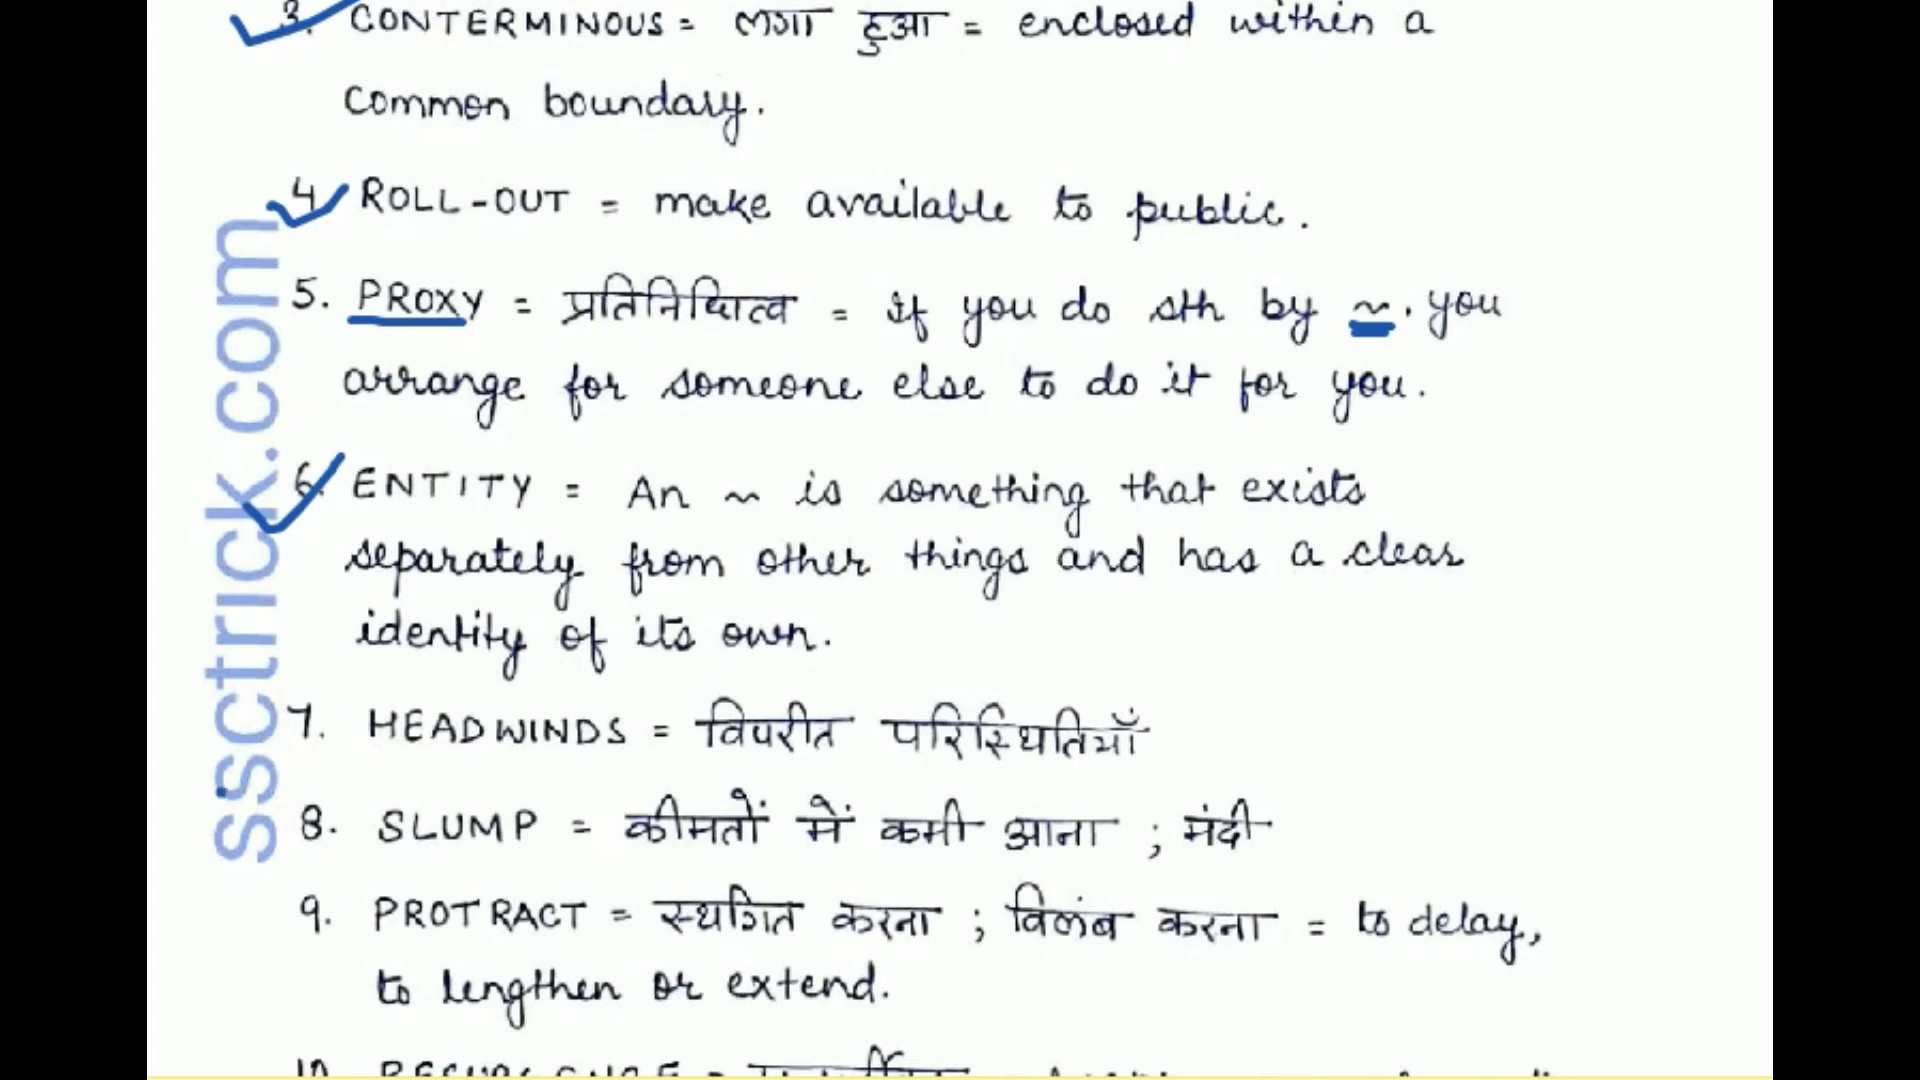 3. CONTERMINOUS = लगा हुआ = enclosed within a
common boundary.
4. ROLL-OUT = make available to public.
5. PROXY = प्रतिनिधित्व = if you do sth by ~. you
arrange for someone else to do it for you.
6. ENTITY = An ~ is something that exists
separately from other things and has a clear
identity of its own.
7. HEADWINDS = विपरीत परिस्थितियाँ
8. SLUMP = कीमतों में कमी आना ; मंदी
9. PROTRACT = स्थगित करना ; विलंब करना = to delay,
to lengthen or extend.
10.
ssctrick.com